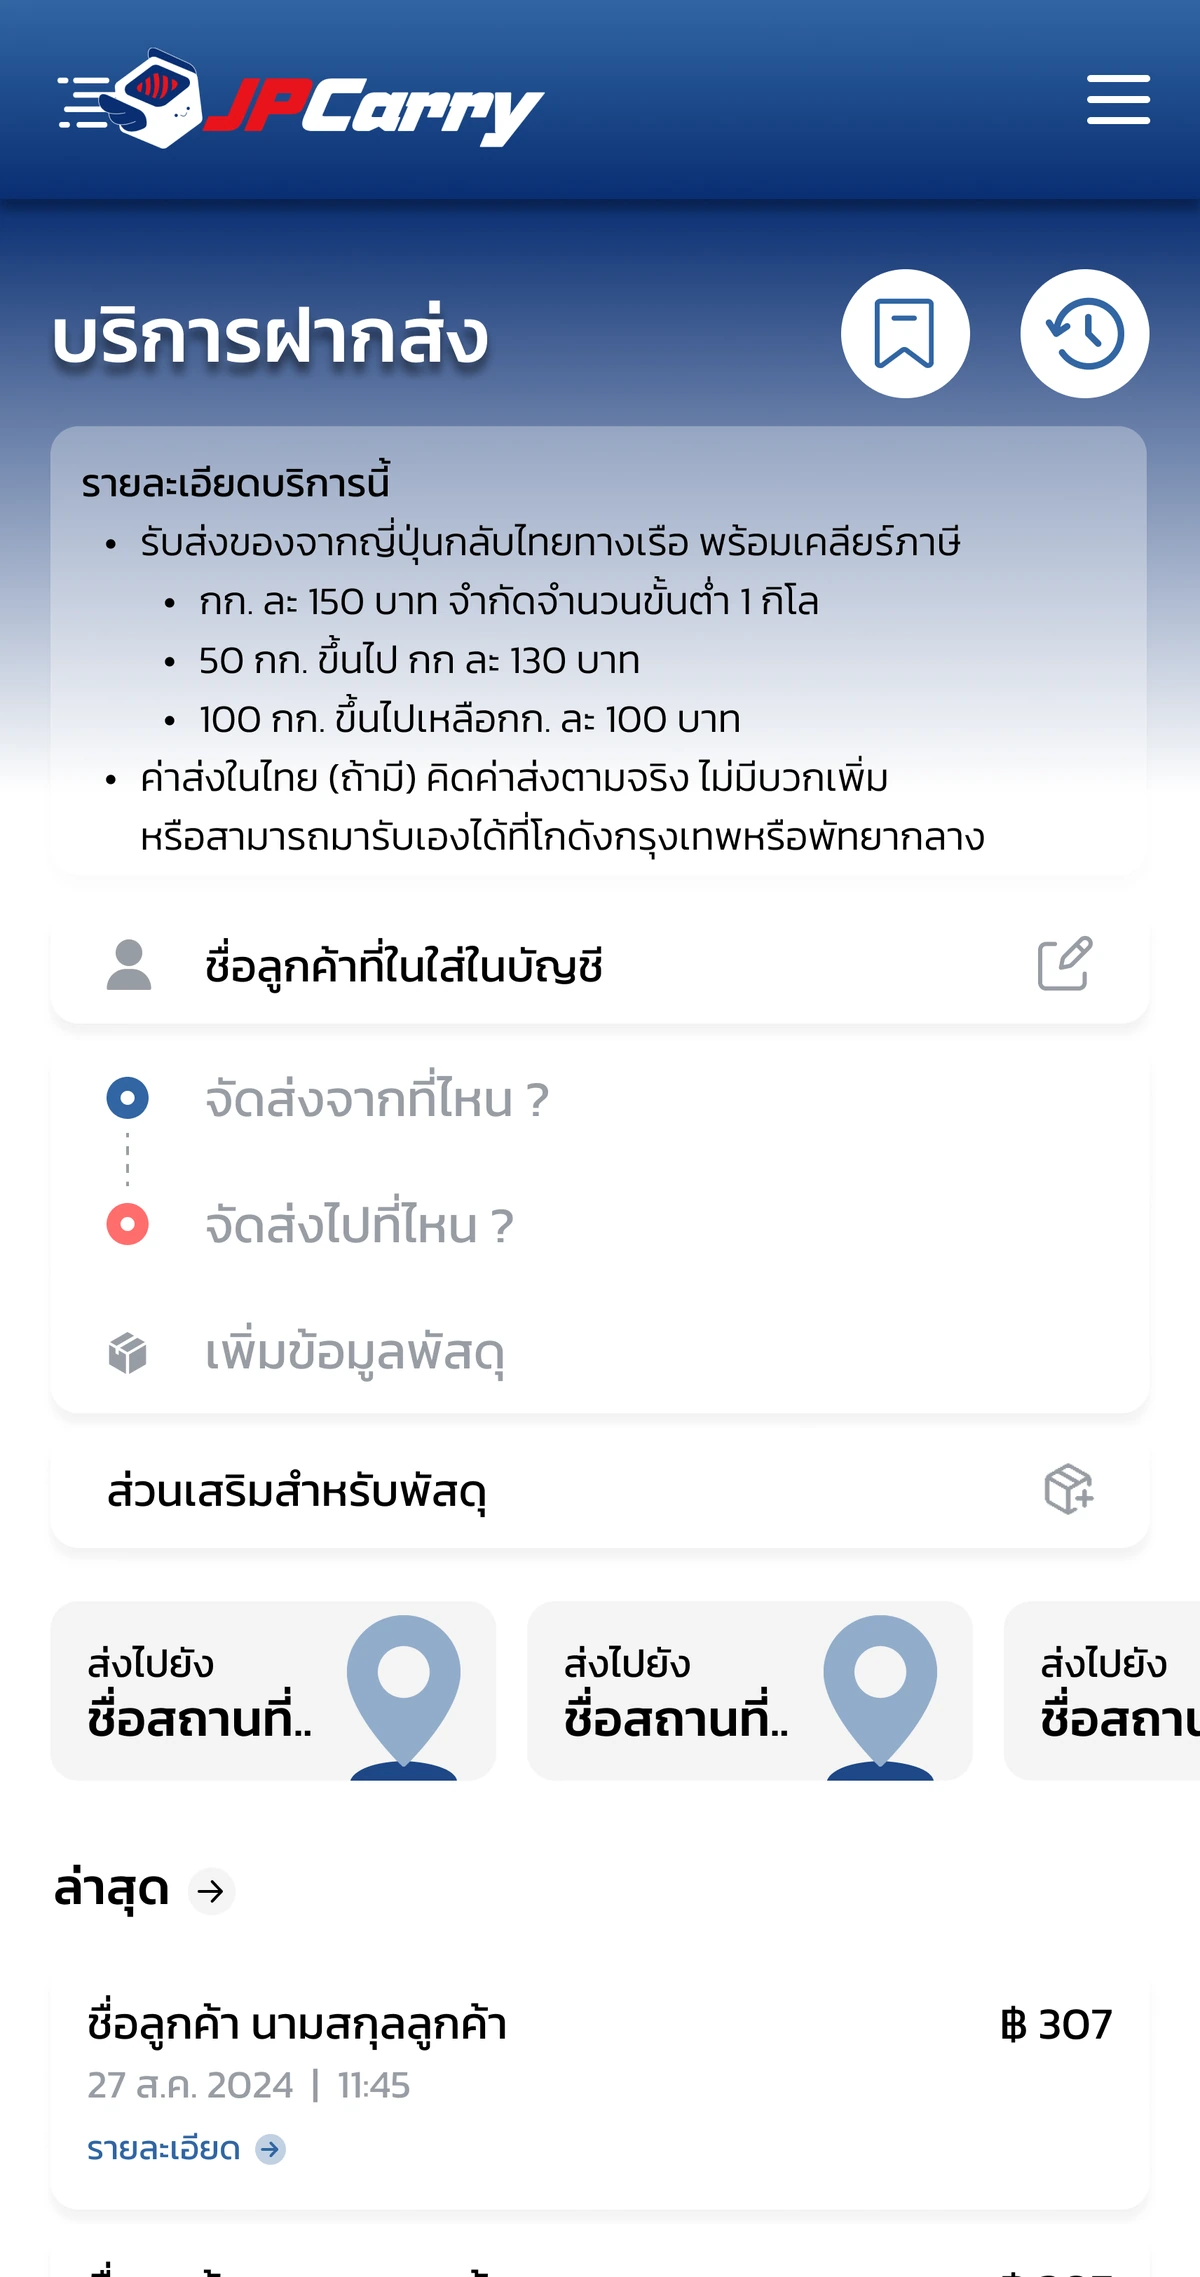 JPCarry
บริการฝากส่ง
รายละเอียดบริการนี้
• รับส่งของจากญี่ปุ่นกลับไทยทางเรือ พร้อมเคลียร์ภาษี
• กก. ละ 150 บาท จำกัดจำนวนขั้นต่ำ 1 กิโล
• 50 กก. ขึ้นไป กก ละ 130 บาท
• 100 กก. ขึ้นไปเหลือกก. ละ 100 บาท
• ค่าส่งในไทย (ถ้ามี) คิดค่าส่งตามจริง ไม่มีบวกเพิ่ม
หรือสามารถมารับเองได้ที่โกดังกรุงเทพหรือพัทยากลาง
ชื่อลูกค้าที่ในใส่ในบัญชี
จัดส่งจากที่ไหน ?
จัดส่งไปที่ไหน ?
เพิ่มข้อมูลพัสดุ
ส่วนเสริมสำหรับพัสดุ
ส่งไปยัง
ชื่อสถานที่..
ส่งไปยัง
ชื่อสถานที่..
ส่งไปยัง
ชื่อสถาน
ล่าสุด
ชื่อลูกค้า นามสกุลลูกค้า
฿ 307
27 ส.ค. 2024 | 11:45
รายละเอียด